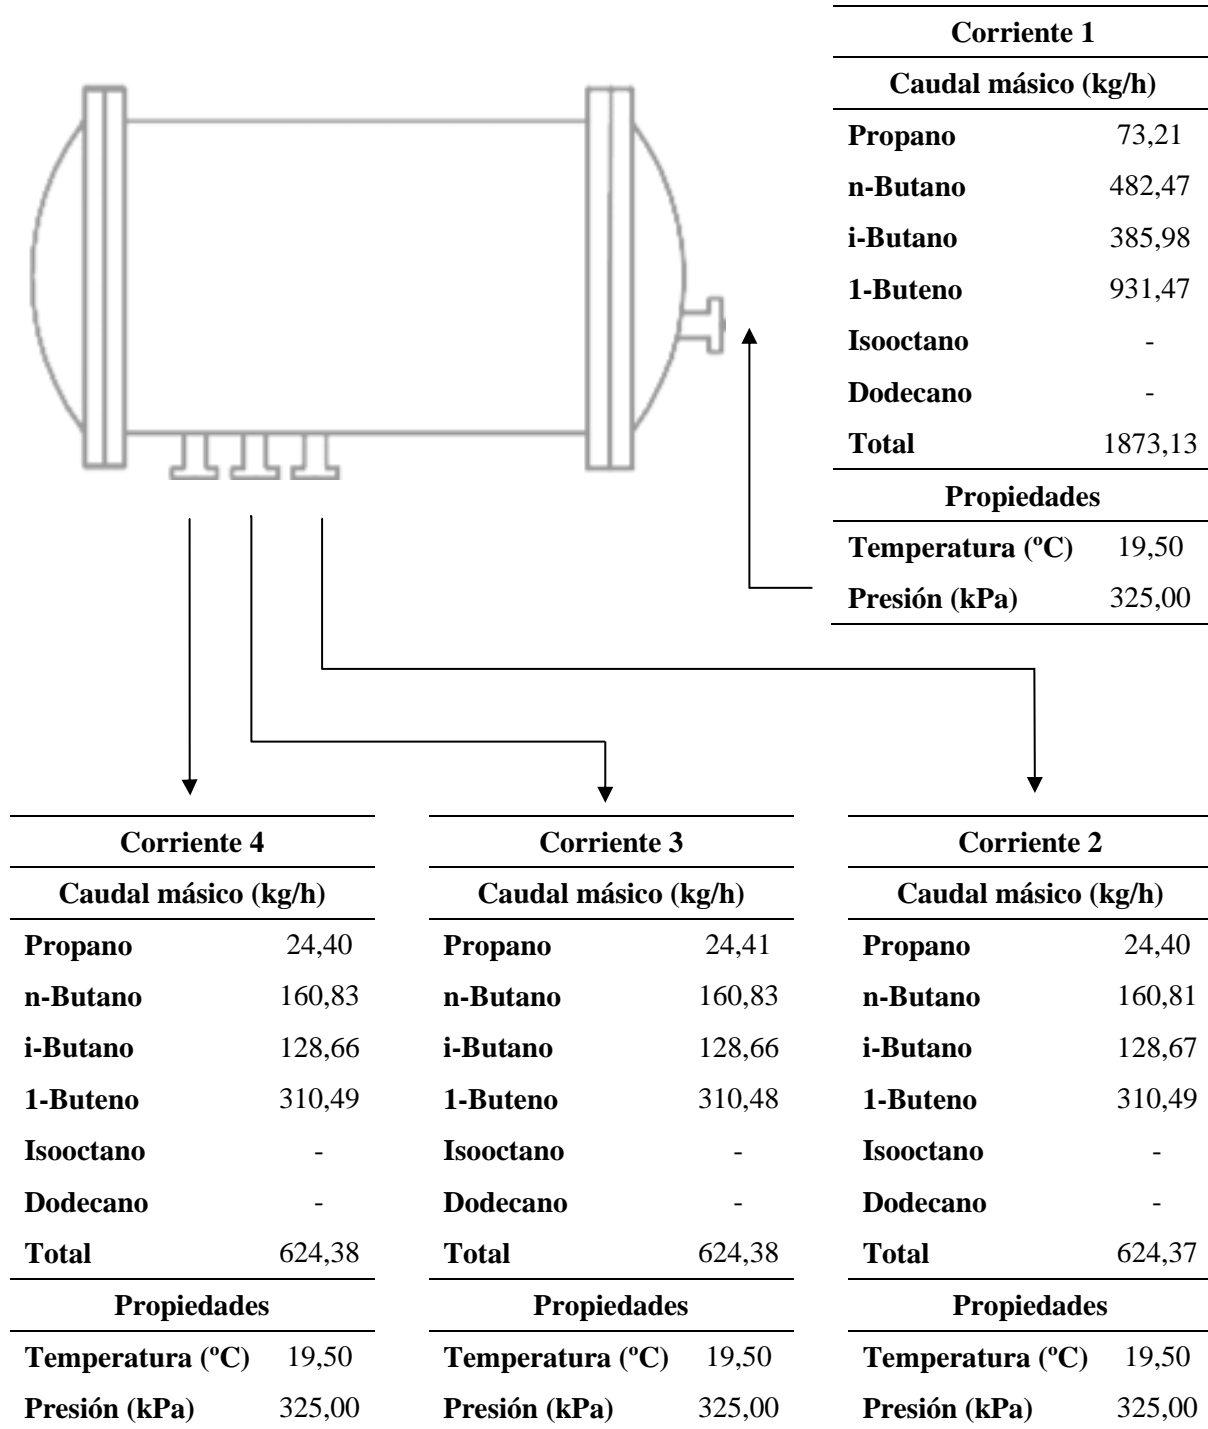 Corriente 1
Caudal másico (kg/h)
Propano 73,21
n-Butano 482,47
i-Butano 385,98
1-Buteno 931,47
Isooctano -
Dodecano -
Total 1873,13
Propiedades
Temperatura (ºC) 19,50
Presión (kPa) 325,00
Corriente 4
Caudal másico (kg/h)
Propano 24,40
n-Butano 160,83
i-Butano 128,66
1-Buteno 310,49
Isooctano -
Dodecano -
Total 624,38
Propiedades
Temperatura (ºC) 19,50
Presión (kPa) 325,00
Corriente 3
Caudal másico (kg/h)
Propano 24,41
n-Butano 160,83
i-Butano 128,66
1-Buteno 310,48
Isooctano -
Dodecano -
Total 624,38
Propiedades
Temperatura (ºC) 19,50
Presión (kPa) 325,00
Corriente 2
Caudal másico (kg/h)
Propano 24,40
n-Butano 160,81
i-Butano 128,67
1-Buteno 310,49
Isooctano -
Dodecano -
Total 624,37
Propiedades
Temperatura (ºC) 19,50
Presión (kPa) 325,00